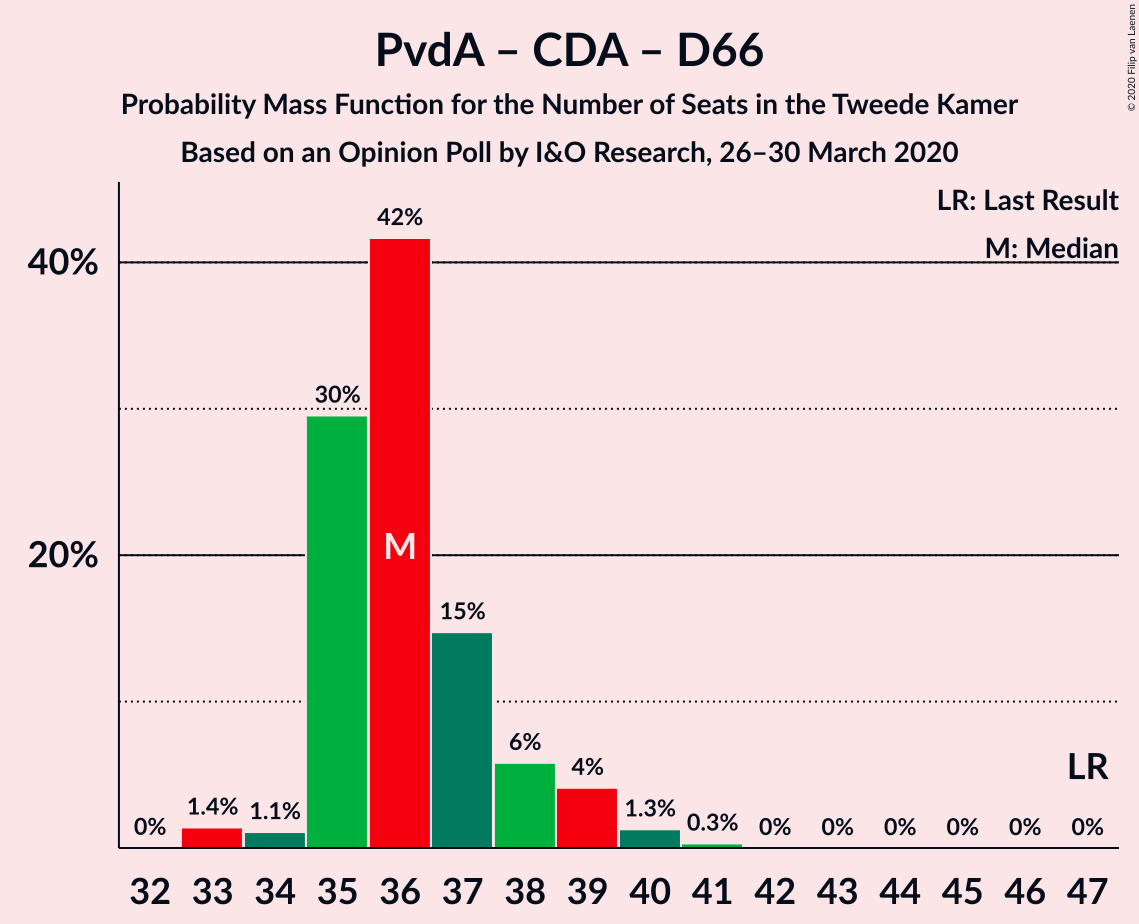 PvdA – CDA – D66
Probability Mass Function for the Number of Seats in the Tweede Kamer
Based on an Opinion Poll by I&O Research, 26–30 March 2020
© 2020 Filip van Laenen
LR: Last Result
M: Median
40%
20%
0% 1.4% 1.1% 30% 42% 15% 6% 4% 1.3% 0.3% 0% 0% 0% 0% 0% 0%
M
LR
32 33 34 35 36 37 38 39 40 41 42 43 44 45 46 47